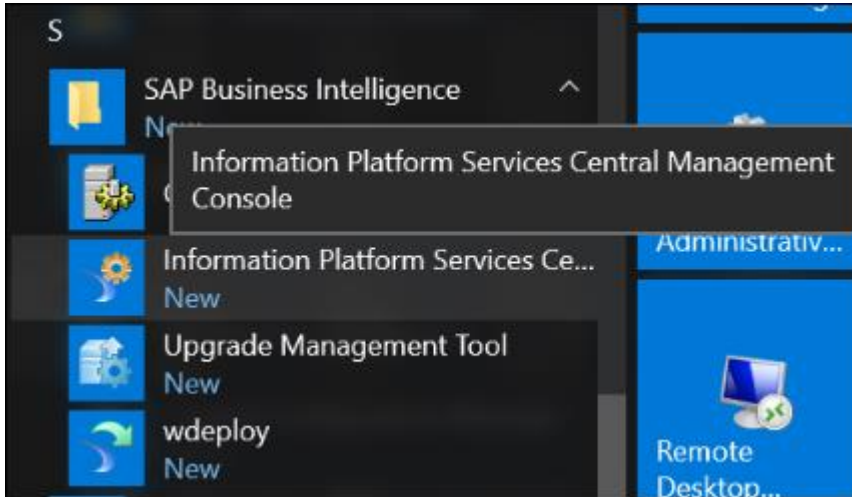 S
SAP Business Intelligence
New
Information Platform Services Central Management
Console
Information Platform Services Ce...
New
Upgrade Management Tool
New
wdeploy
New
Administrativ...
Remote
Desktop...